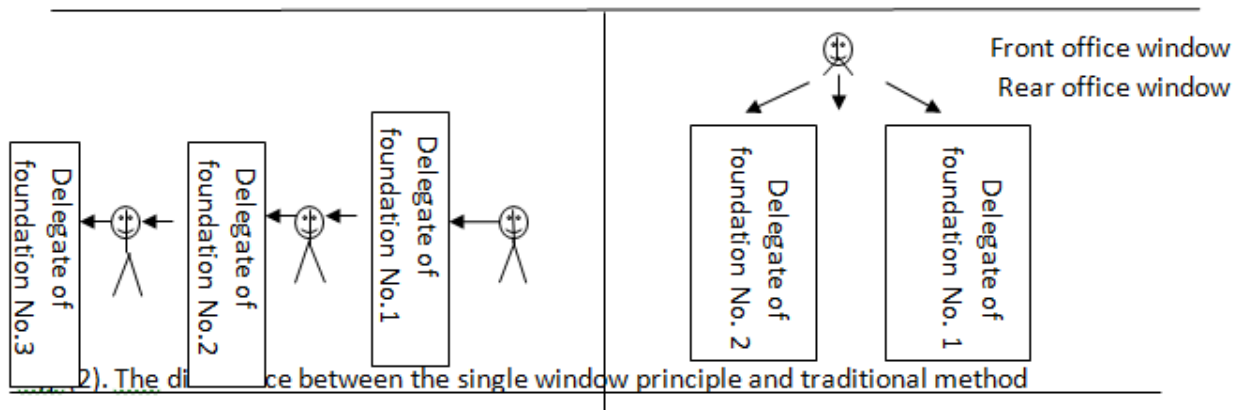 Front office window
Rear office window
Delegate of
foundation No.3
Delegate of
foundation No.2
Delegate of
foundation No.1
Delegate of
foundation No. 2
Delegate of
foundation No. 1
2). The between the single window principle and traditional method